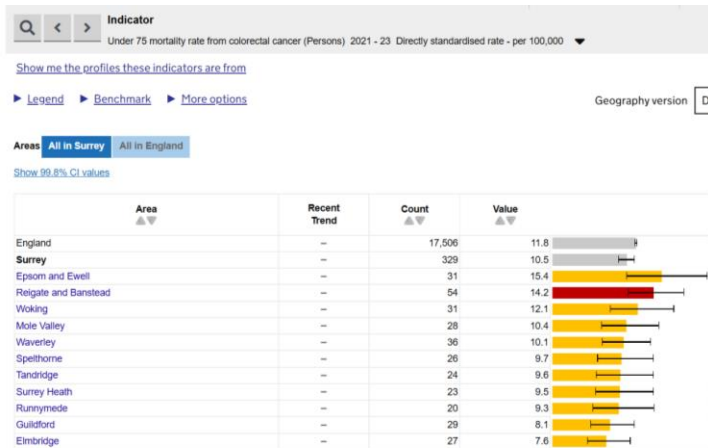 Indicator
Under 75 mortality rate from colorectal cancer (Persons) 2021 - 23 Directly standardised rate - per 100,000
Show me the profiles these indicators are from
Legend Benchmark More options
Geography version D
Areas All in Surrey All in England
Show 99.8% CI values
Area Recent Trend Count Value
England – 17,506 11.8
Surrey – 329 10.5
Epsom and Ewell – 31 15.4
Reigate and Banstead – 54 14.2
Woking – 31 12.1
Mole Valley – 28 10.4
Waverley – 36 10.1
Spelthorne – 26 9.7
Tandridge – 24 9.6
Surrey Heath – 23 9.5
Runnymede – 20 9.3
Guildford – 29 8.1
Elmbridge – 27 7.6